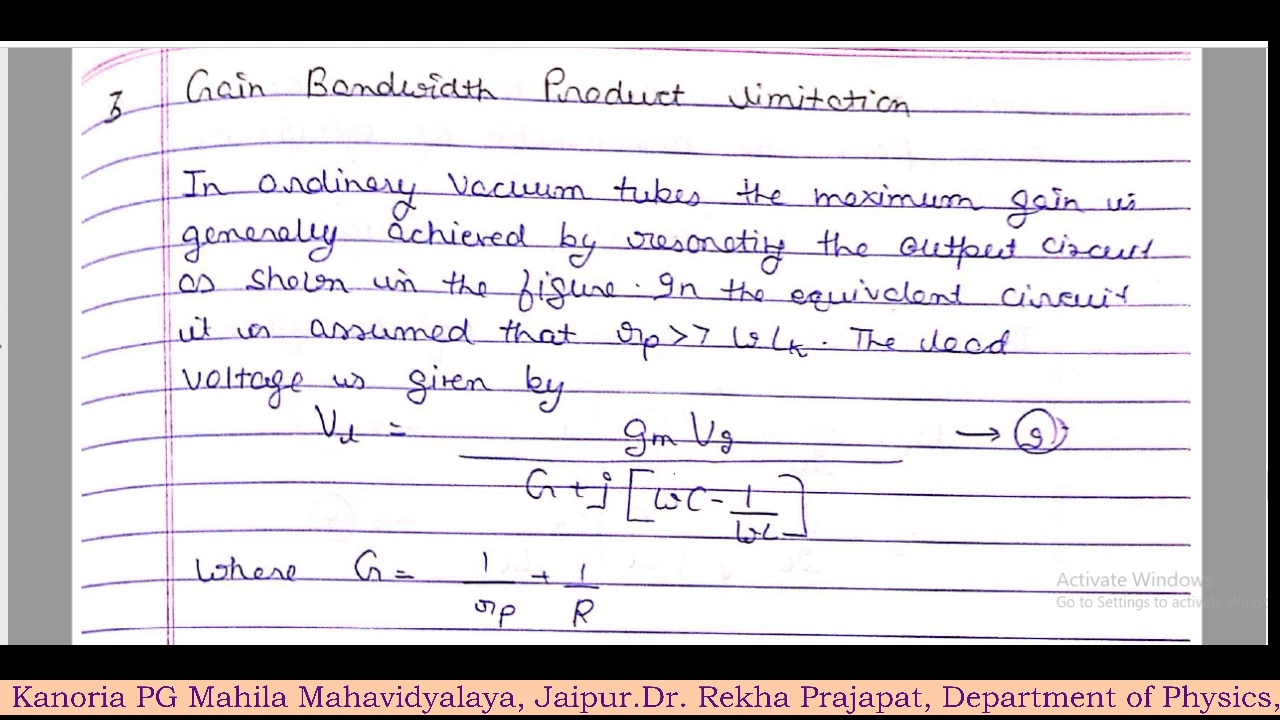 3 Gain Bandwidth Product limitation
In ordinary vacuum tubes the maximum gain is
generally achieved by resonating the output circuit
as shown in the figure. In the equivalent circuit
it is assumed that rp >> ωLk. The load
voltage is given by
Vl = gm Vg / G + j [ωC - 1/ωL] → (9)
where G = 1/rp + 1/R
Activate Windows
Go to Settings to activate Windo
Kanoria PG Mahila Mahavidyalaya, Jaipur.Dr. Rekha Prajapat, Department of Physics,